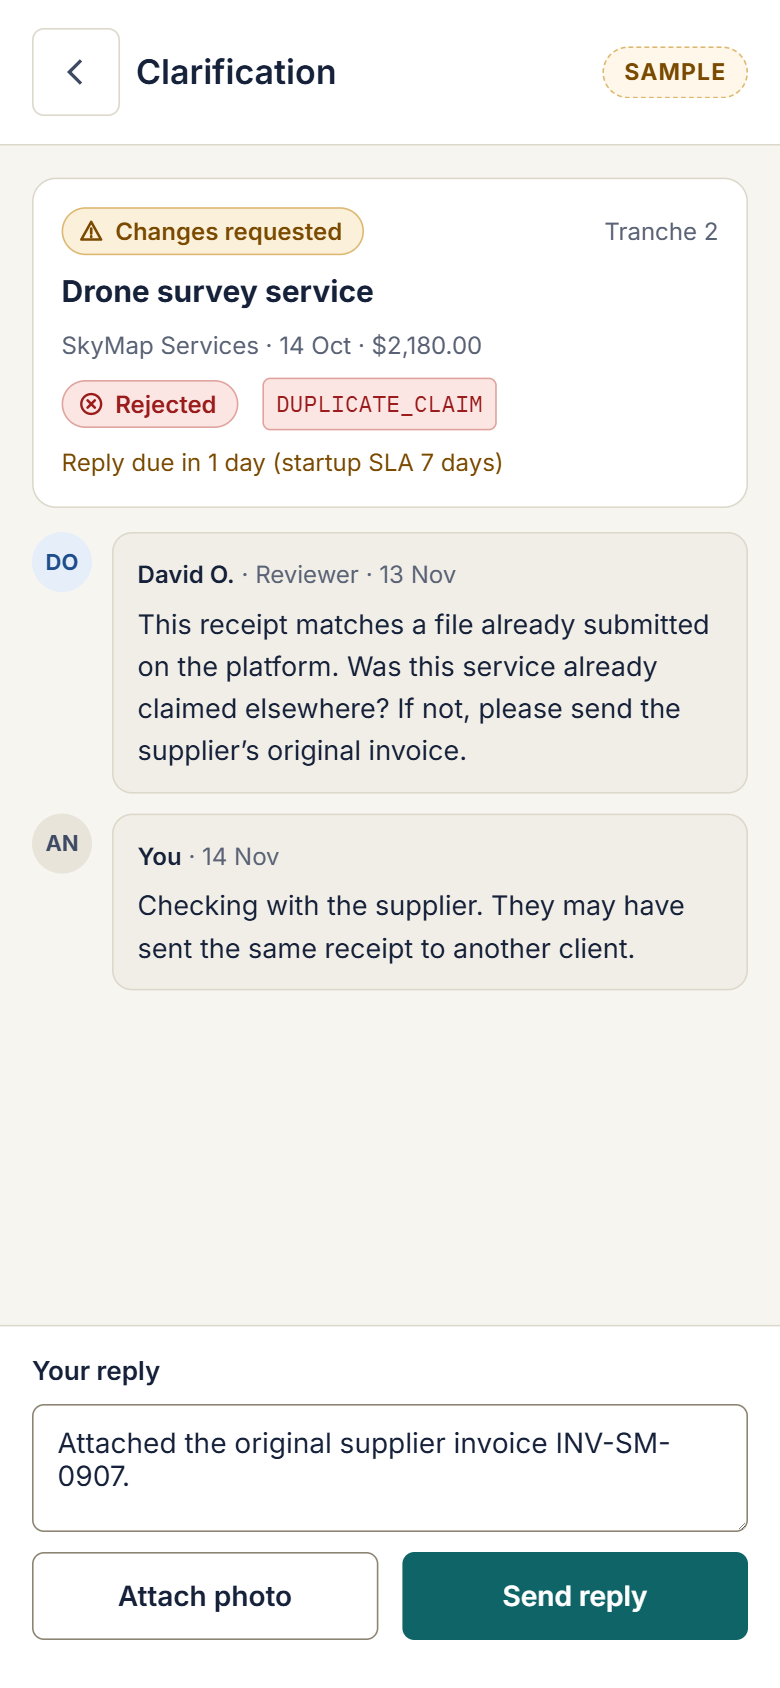 Clarification
SAMPLE
Changes requested
Tranche 2
Drone survey service
SkyMap Services · 14 Oct · $2,180.00
Rejected
DUPLICATE_CLAIM
Reply due in 1 day (startup SLA 7 days)
DO
David O. · Reviewer · 13 Nov
This receipt matches a file already submitted
on the platform. Was this service already
claimed elsewhere? If not, please send the
supplier’s original invoice.
AN
You · 14 Nov
Checking with the supplier. They may have
sent the same receipt to another client.
Your reply
Attached the original supplier invoice INV-SM-
0907.
Attach photo
Send reply